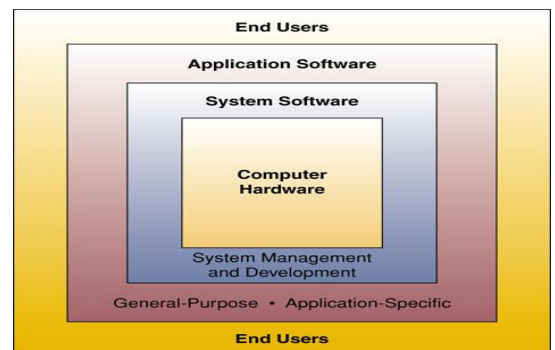 End Users
Application Software
System Software
Computer
Hardware
System Management
and Development
General-Purpose • Application-Specific
End Users